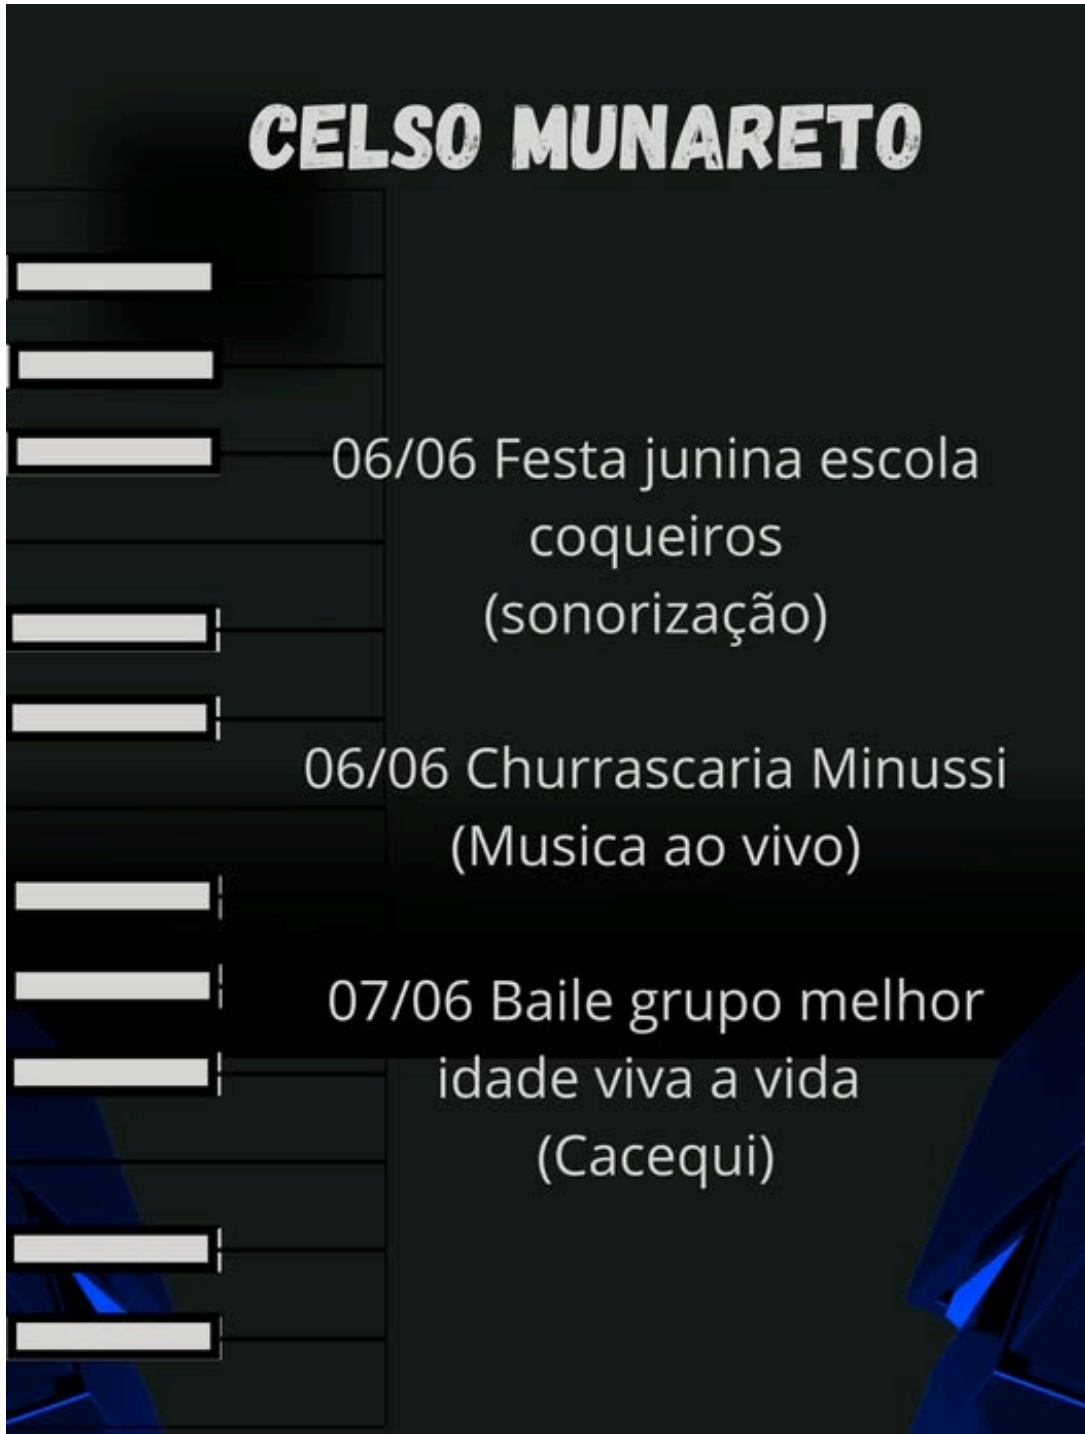 CELSO MUNARETO
06/06 Festa junina escola
coqueiros
(sonorização)
06/06 Churrascaria Minussi
(Musica ao vivo)
07/06 Baile grupo melhor
idade viva a vida
(Cacequi)